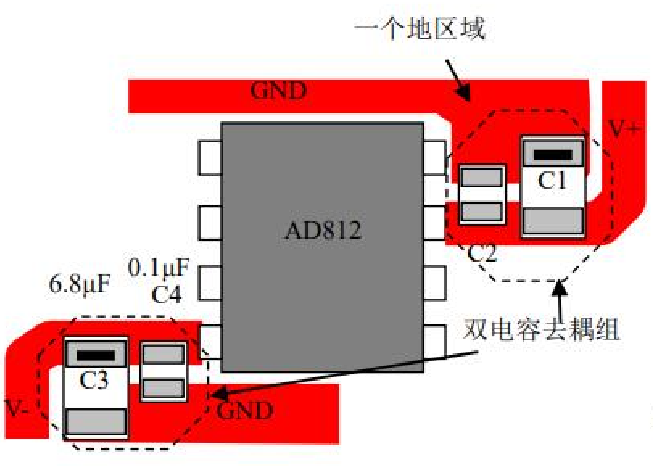 一个地区域
GND
V+
C1
AD812
C2
0.1μF
6.8μF
C4
双电容去耦组
C3
V-
GND